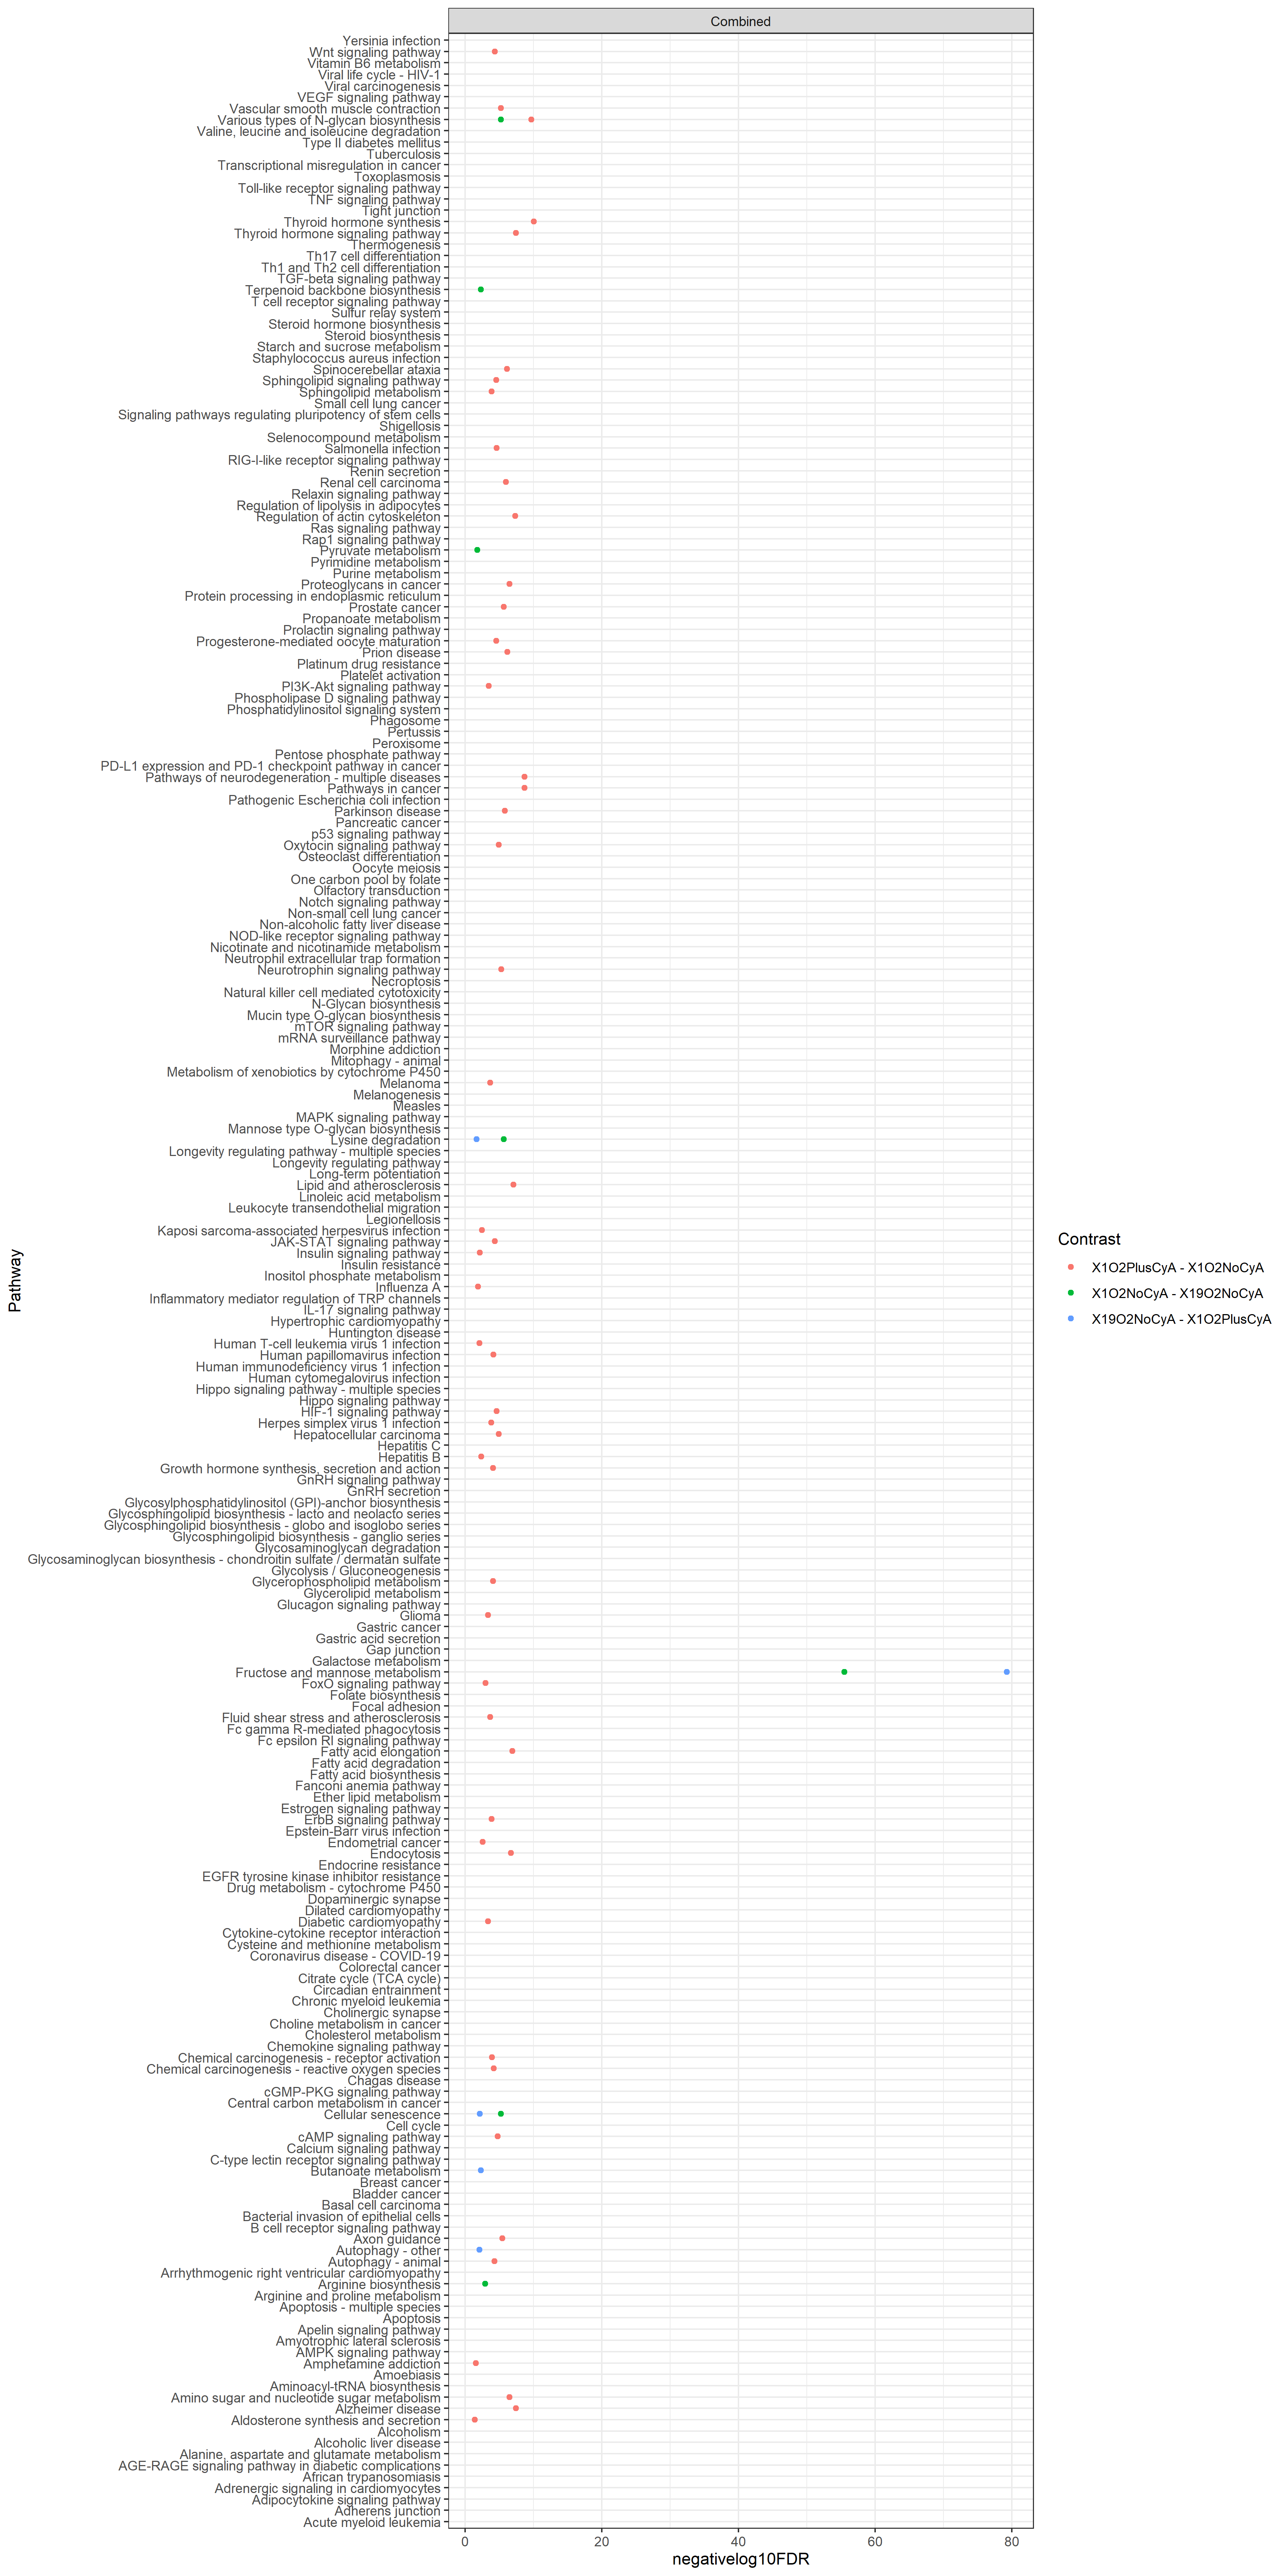 Combined
Yersinia infection
Wnt signaling pathway
Vitamin B6 metabolism
Viral life cycle - HIV-1
Viral carcinogenesis
VEGF signaling pathway
Vascular smooth muscle contraction
Various types of N-glycan biosynthesis
Valine, leucine and isoleucine degradation
Type II diabetes mellitus
Tuberculosis
Transcriptional misregulation in cancer
Toxoplasmosis
Toll-like receptor signaling pathway
TNF signaling pathway
Tight junction
Thyroid hormone synthesis
Thyroid hormone signaling pathway
Thermogenesis
Th17 cell differentiation
Th1 and Th2 cell differentiation
TGF-beta signaling pathway
Terpenoid backbone biosynthesis
T cell receptor signaling pathway
Sulfur relay system
Steroid hormone biosynthesis
Steroid biosynthesis
Starch and sucrose metabolism
Staphylococcus aureus infection
Spinocerebellar ataxia
Sphingolipid signaling pathway
Sphingolipid metabolism
Small cell lung cancer
Signaling pathways regulating pluripotency of stem cells
Shigellosis
Selenocompound metabolism
Salmonella infection
RIG-I-like receptor signaling pathway
Renin secretion
Renal cell carcinoma
Relaxin signaling pathway
Regulation of lipolysis in adipocytes
Regulation of actin cytoskeleton
Ras signaling pathway
Rap1 signaling pathway
Pyruvate metabolism
Pyrimidine metabolism
Purine metabolism
Proteoglycans in cancer
Protein processing in endoplasmic reticulum
Prostate cancer
Propanoate metabolism
Prolactin signaling pathway
Progesterone-mediated oocyte maturation
Prion disease
Platinum drug resistance
Platelet activation
PI3K-Akt signaling pathway
Phospholipase D signaling pathway
Phosphatidylinositol signaling system
Phagosome
Pertussis
Peroxisome
Pentose phosphate pathway
PD-L1 expression and PD-1 checkpoint pathway in cancer
Pathways of neurodegeneration - multiple diseases
Pathways in cancer
Pathogenic Escherichia coli infection
Parkinson disease
Pancreatic cancer
p53 signaling pathway
Oxytocin signaling pathway
Osteoclast differentiation
Oocyte meiosis
One carbon pool by folate
Olfactory transduction
Notch signaling pathway
Non-small cell lung cancer
Non-alcoholic fatty liver disease
NOD-like receptor signaling pathway
Nicotinate and nicotinamide metabolism
Neutrophil extracellular trap formation
Neurotrophin signaling pathway
Necroptosis
Natural killer cell mediated cytotoxicity
N-Glycan biosynthesis
Mucin type O-glycan biosynthesis
mTOR signaling pathway
mRNA surveillance pathway
Morphine addiction
Mitophagy - animal
Metabolism of xenobiotics by cytochrome P450
Melanoma
Melanogenesis
Measles
MAPK signaling pathway
Mannose type O-glycan biosynthesis
Lysine degradation
Longevity regulating pathway - multiple species
Longevity regulating pathway
Long-term potentiation
Lipid and atherosclerosis
Linoleic acid metabolism
Leukocyte transendothelial migration
Legionellosis
Kaposi sarcoma-associated herpesvirus infection
JAK-STAT signaling pathway
Insulin signaling pathway
Insulin resistance
Inositol phosphate metabolism
Influenza A
Inflammatory mediator regulation of TRP channels
IL-17 signaling pathway
Hypertrophic cardiomyopathy
Huntington disease
Human T-cell leukemia virus 1 infection
Human papillomavirus infection
Human immunodeficiency virus 1 infection
Human cytomegalovirus infection
Hippo signaling pathway - multiple species
Hippo signaling pathway
HIF-1 signaling pathway
Herpes simplex virus 1 infection
Hepatocellular carcinoma
Hepatitis C
Hepatitis B
Growth hormone synthesis, secretion and action
GnRH signaling pathway
GnRH secretion
Glycosylphosphatidylinositol (GPI)-anchor biosynthesis
Glycosphingolipid biosynthesis - lacto and neolacto series
Glycosphingolipid biosynthesis - globo and isoglobo series
Glycosphingolipid biosynthesis - ganglio series
Glycosaminoglycan degradation
Glycosaminoglycan biosynthesis - chondroitin sulfate / dermatan sulfate
Glycolysis / Gluconeogenesis
Glycerophospholipid metabolism
Glycerolipid metabolism
Glucagon signaling pathway
Glioma
Gastric cancer
Gastric acid secretion
Gap junction
Galactose metabolism
Fructose and mannose metabolism
FoxO signaling pathway
Folate biosynthesis
Focal adhesion
Fluid shear stress and atherosclerosis
Fc gamma R-mediated phagocytosis
Fc epsilon RI signaling pathway
Fatty acid elongation
Fatty acid degradation
Fatty acid biosynthesis
Fanconi anemia pathway
Ether lipid metabolism
Estrogen signaling pathway
ErbB signaling pathway
Epstein-Barr virus infection
Endometrial cancer
Endocytosis
Endocrine resistance
EGFR tyrosine kinase inhibitor resistance
Drug metabolism - cytochrome P450
Dopaminergic synapse
Dilated cardiomyopathy
Diabetic cardiomyopathy
Cytokine-cytokine receptor interaction
Cysteine and methionine metabolism
Coronavirus disease - COVID-19
Colorectal cancer
Citrate cycle (TCA cycle)
Circadian entrainment
Chronic myeloid leukemia
Cholinergic synapse
Choline metabolism in cancer
Cholesterol metabolism
Chemokine signaling pathway
Chemical carcinogenesis - receptor activation
Chemical carcinogenesis - reactive oxygen species
Chagas disease
cGMP-PKG signaling pathway
Central carbon metabolism in cancer
Cellular senescence
Cell cycle
cAMP signaling pathway
Calcium signaling pathway
C-type lectin receptor signaling pathway
Butanoate metabolism
Breast cancer
Bladder cancer
Basal cell carcinoma
Bacterial invasion of epithelial cells
B cell receptor signaling pathway
Axon guidance
Autophagy - other
Autophagy - animal
Arrhythmogenic right ventricular cardiomyopathy
Arginine biosynthesis
Arginine and proline metabolism
Apoptosis - multiple species
Apoptosis
Apelin signaling pathway
Amyotrophic lateral sclerosis
AMPK signaling pathway
Amphetamine addiction
Amoebiasis
Aminoacyl-tRNA biosynthesis
Amino sugar and nucleotide sugar metabolism
Alzheimer disease
Aldosterone synthesis and secretion
Alcoholism
Alcoholic liver disease
Alanine, aspartate and glutamate metabolism
AGE-RAGE signaling pathway in diabetic complications
African trypanosomiasis
Adrenergic signaling in cardiomyocytes
Adipocytokine signaling pathway
Adherens junction
Acute myeloid leukemia
Pathway
0 20 40 60 80
negativelog10FDR
Contrast
X1O2PlusCyA - X1O2NoCyA
X1O2NoCyA - X19O2NoCyA
X19O2NoCyA - X1O2PlusCyA